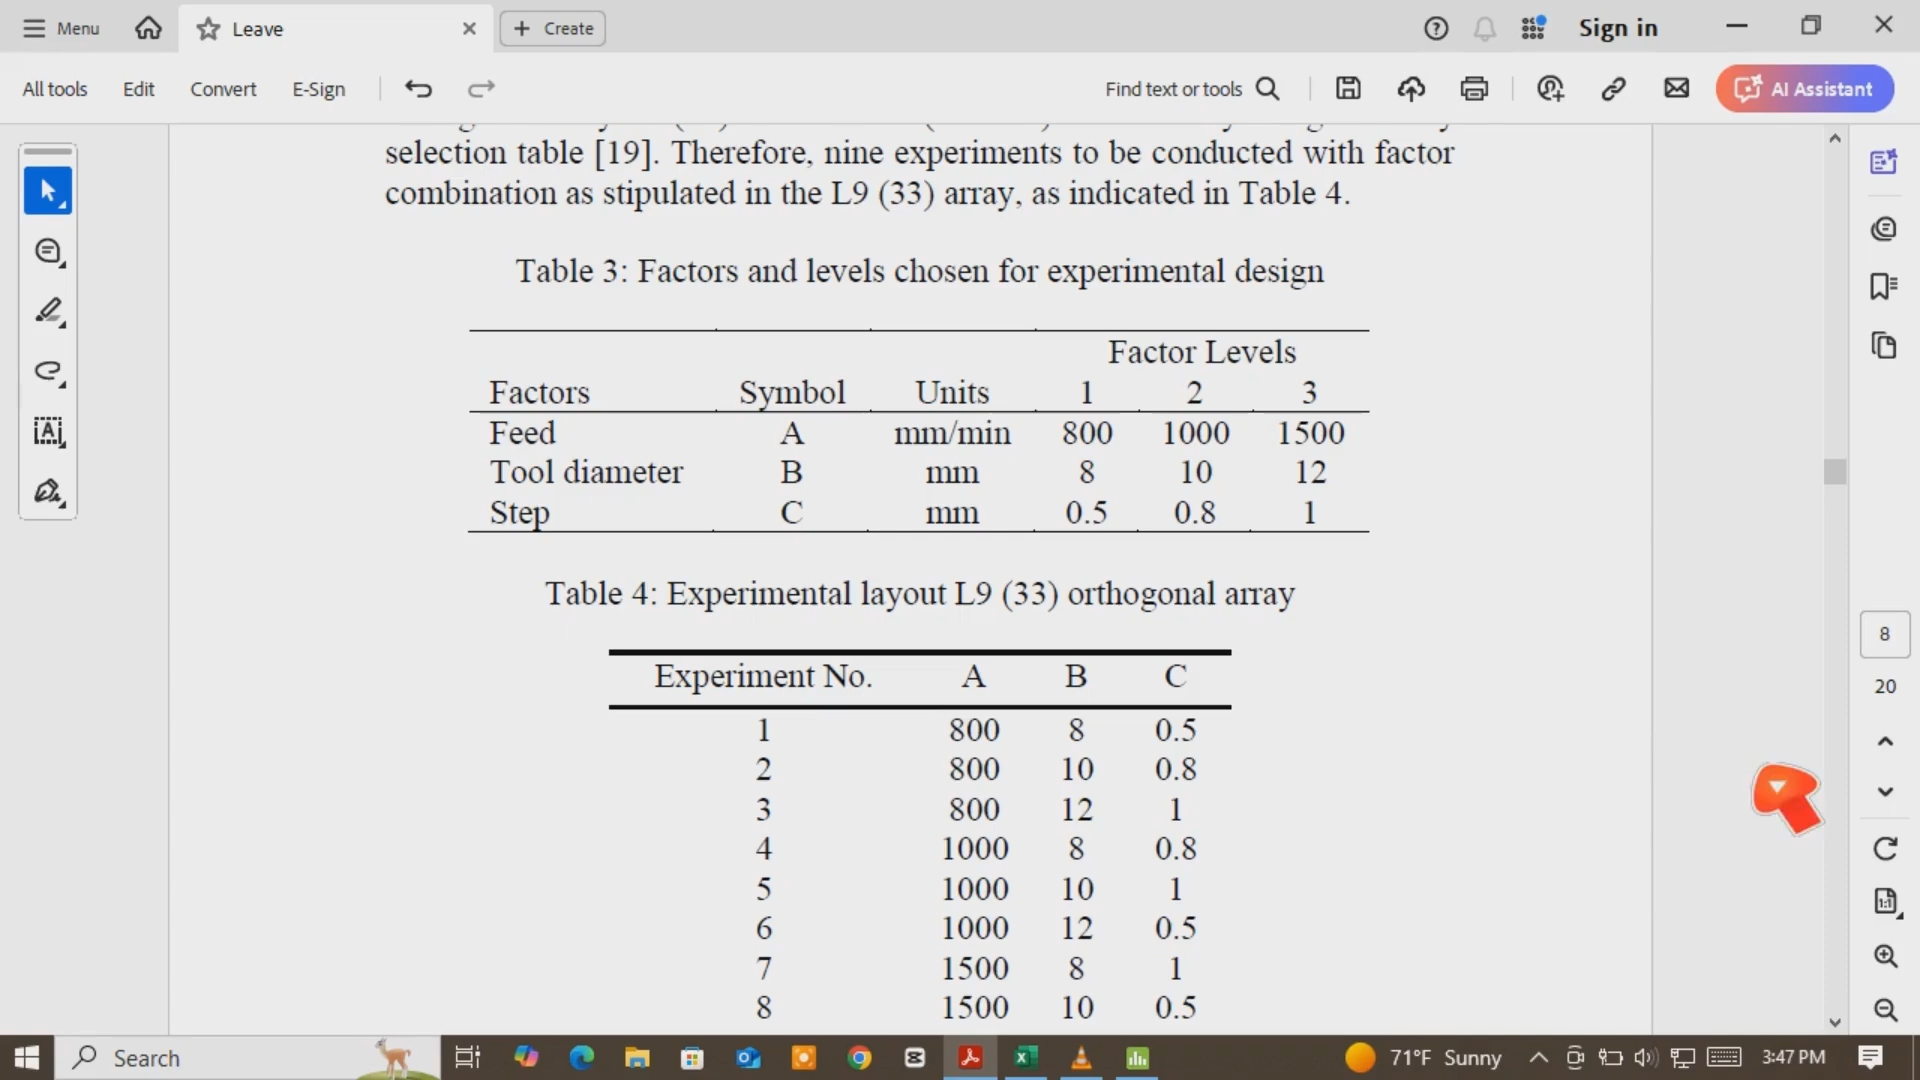 Menu
Leave
Create
Sign in
All tools
Edit
Convert
E-Sign
Find text or tools
AI Assistant
selection table [19]. Therefore, nine experiments to be conducted with factor
combination as stipulated in the L9 (33) array, as indicated in Table 4.
Table 3: Factors and levels chosen for experimental design
Factor Levels
Factors Symbol Units 1 2 3
Feed A mm/min 800 1000 1500
Tool diameter B mm 8 10 12
Step C mm 0.5 0.8 1
Table 4: Experimental layout L9 (33) orthogonal array
Experiment No. A B C
1 800 8 0.5
2 800 10 0.8
3 800 12 1
4 1000 8 0.8
5 1000 10 1
6 1000 12 0.5
7 1500 8 1
8 1500 10 0.5
8
20
Search
71°F Sunny
3:47 PM